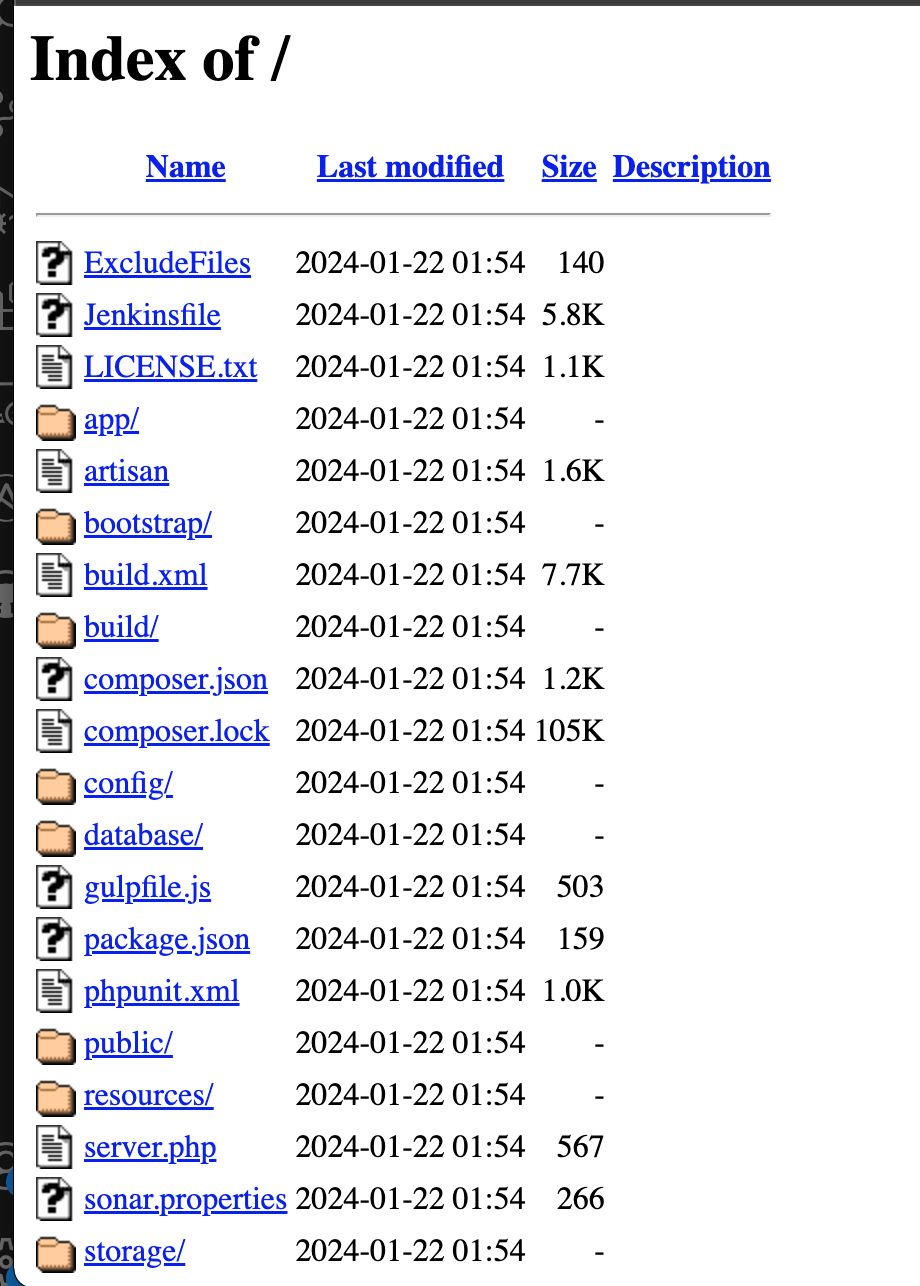 Index of /
Name Last modified Size Description
ExcludeFiles 2024-01-22 01:54 140
Jenkinsfile 2024-01-22 01:54 5.8K
LICENSE.txt 2024-01-22 01:54 1.1K
app/ 2024-01-22 01:54 -
artisan 2024-01-22 01:54 1.6K
bootstrap/ 2024-01-22 01:54 -
build.xml 2024-01-22 01:54 7.7K
build/ 2024-01-22 01:54 -
composer.json 2024-01-22 01:54 1.2K
composer.lock 2024-01-22 01:54 105K
config/ 2024-01-22 01:54 -
database/ 2024-01-22 01:54 -
gulpfile.js 2024-01-22 01:54 503
package.json 2024-01-22 01:54 159
phpunit.xml 2024-01-22 01:54 1.0K
public/ 2024-01-22 01:54 -
resources/ 2024-01-22 01:54 -
server.php 2024-01-22 01:54 567
sonar.properties 2024-01-22 01:54 266
storage/ 2024-01-22 01:54 -